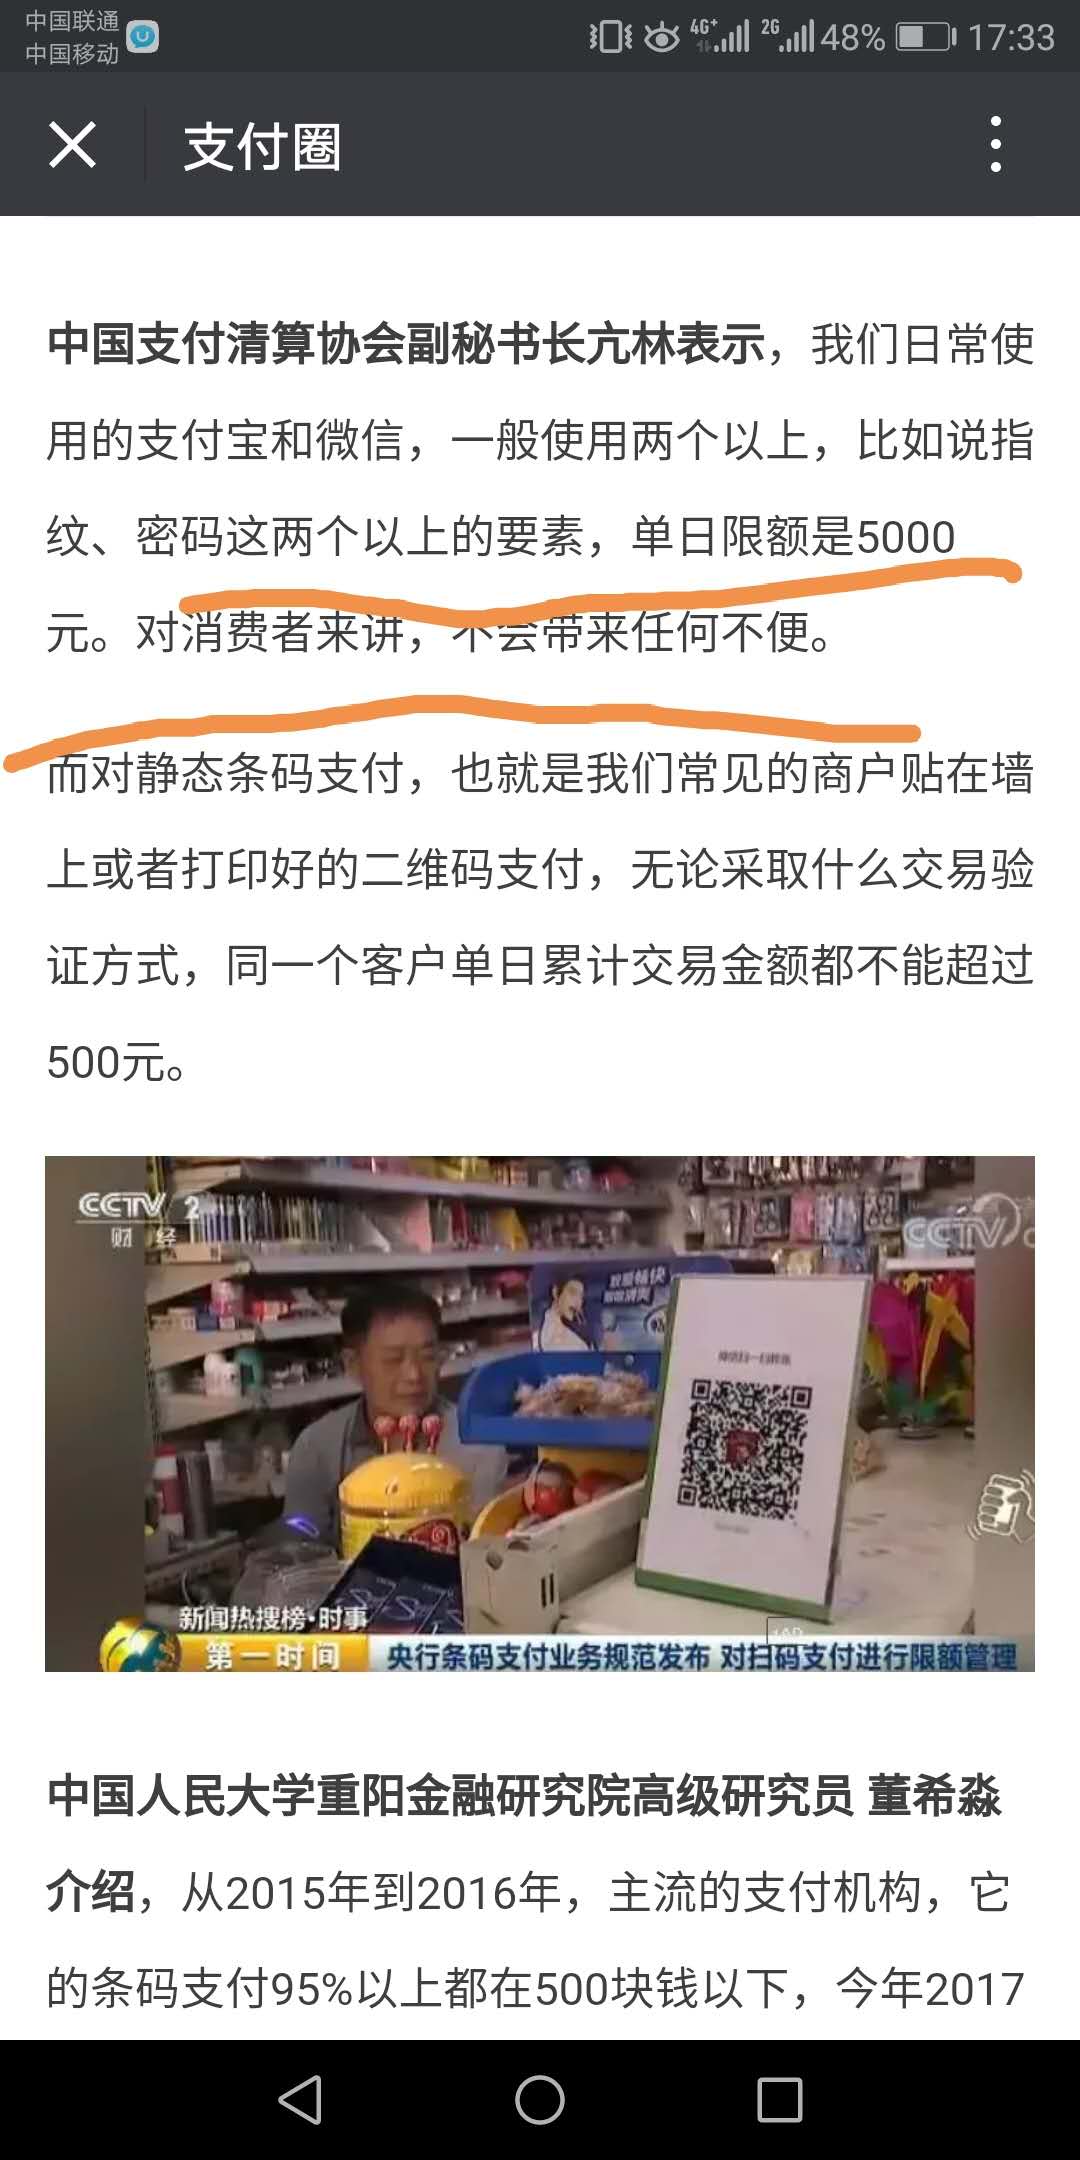 中国联通
中国移动
4G+ 2G 48% 17:33
支付圈
中国支付清算协会副秘书长亢林表示，我们日常使
用的支付宝和微信，一般使用两个以上，比如说指
纹、密码这两个以上的要素，单日限额是5000
元。对消费者来讲，不会带来任何不便。
而对静态条码支付，也就是我们常见的商户贴在墙
上或者打印好的二维码支付，无论采取什么交易验
证方式，同一个客户单日累计交易金额都不能超过
500元。
CCTV 2
财 经
CCTV
新闻热搜榜·时事
第一时间
央行条码支付业务规范发布 对扫码支付进行限额管理
中国人民大学重阳金融研究院高级研究员 董希淼
介绍，从2015年到2016年，主流的支付机构，它
的条码支付95%以上都在500块钱以下，今年2017